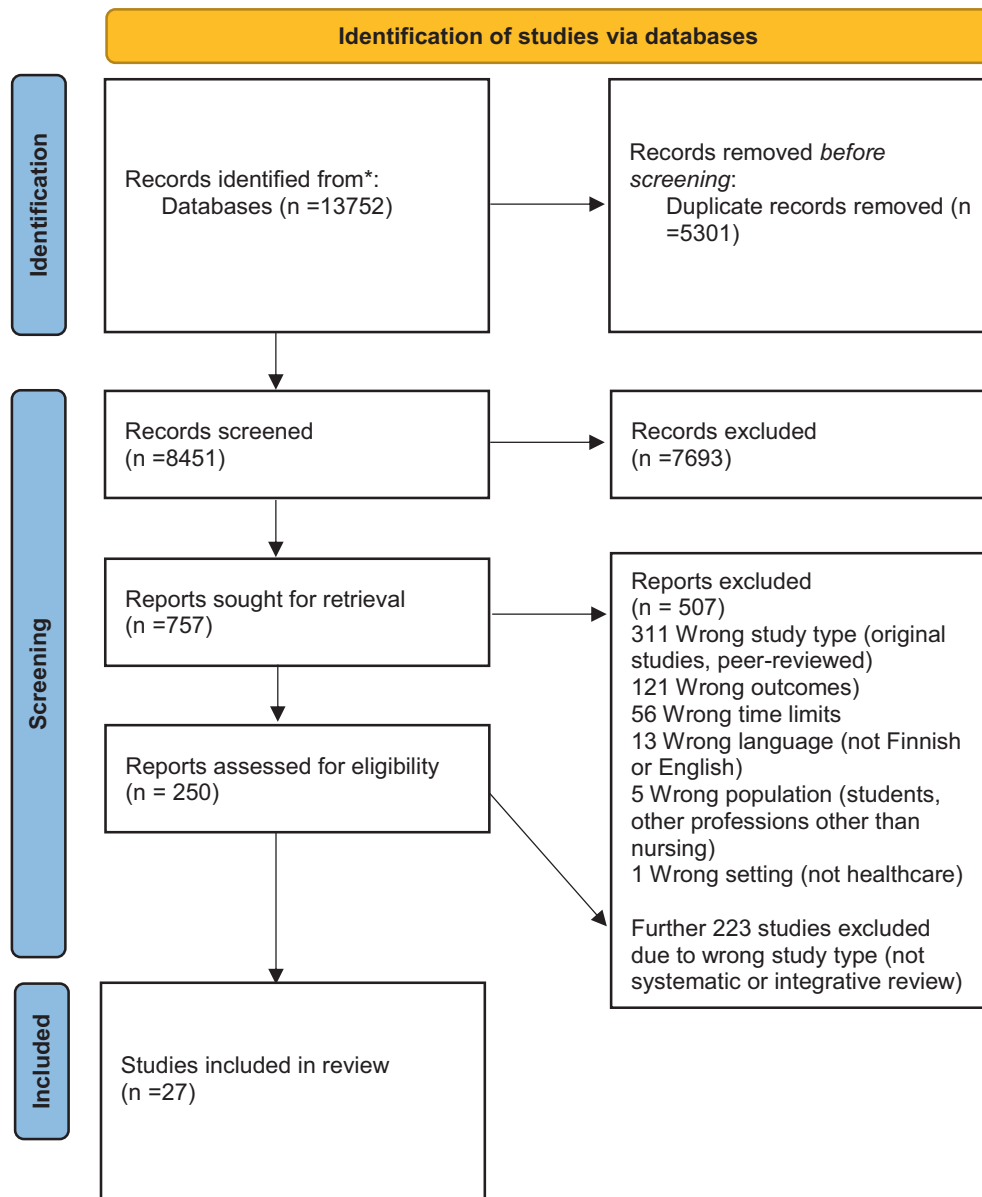 Identification of studies via databases
Identification
Records identified from*:
Databases (n =13752)
Records removed before
screening:
Duplicate records removed (n
=5301)
Screening
Records screened
(n =8451)
Records excluded
(n =7693)
Reports sought for retrieval
(n =757)
Reports excluded
(n = 507)
311 Wrong study type (original
studies, peer-reviewed)
121 Wrong outcomes)
56 Wrong time limits
13 Wrong language (not Finnish
or English)
5 Wrong population (students,
other professions other than
nursing)
1 Wrong setting (not healthcare)
Further 223 studies excluded
due to wrong study type (not
systematic or integrative review)
Reports assessed for eligibility
(n = 250)
Included
Studies included in review
(n =27)